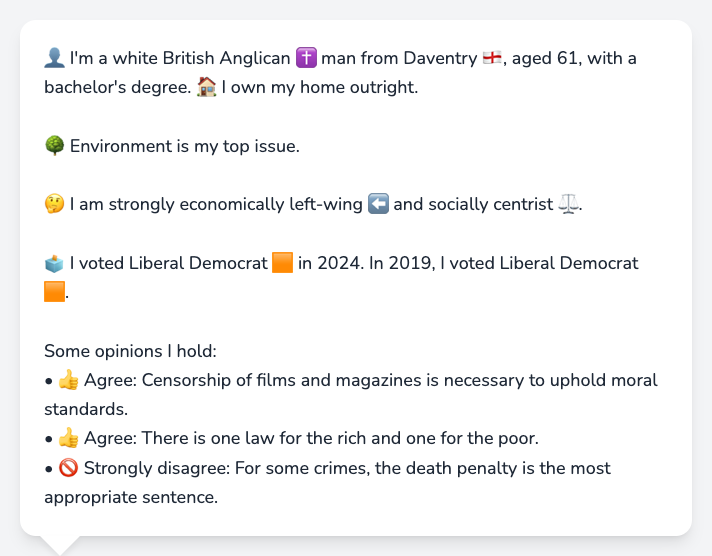 👤 I'm a white British Anglican ✝️ man from Daventry 🏴󠁧󠁢󠁥󠁮󠁧󠁿, aged 61, with a
bachelor's degree. 🏠 I own my home outright.
🌳 Environment is my top issue.
🤔 I am strongly economically left-wing ⬅️ and socially centrist ⚖️.
🗳️ I voted Liberal Democrat 🟧 in 2024. In 2019, I voted Liberal Democrat
🟧.
Some opinions I hold:
• 👍 Agree: Censorship of films and magazines is necessary to uphold moral
standards.
• 👍 Agree: There is one law for the rich and one for the poor.
• 🚫 Strongly disagree: For some crimes, the death penalty is the most
appropriate sentence.